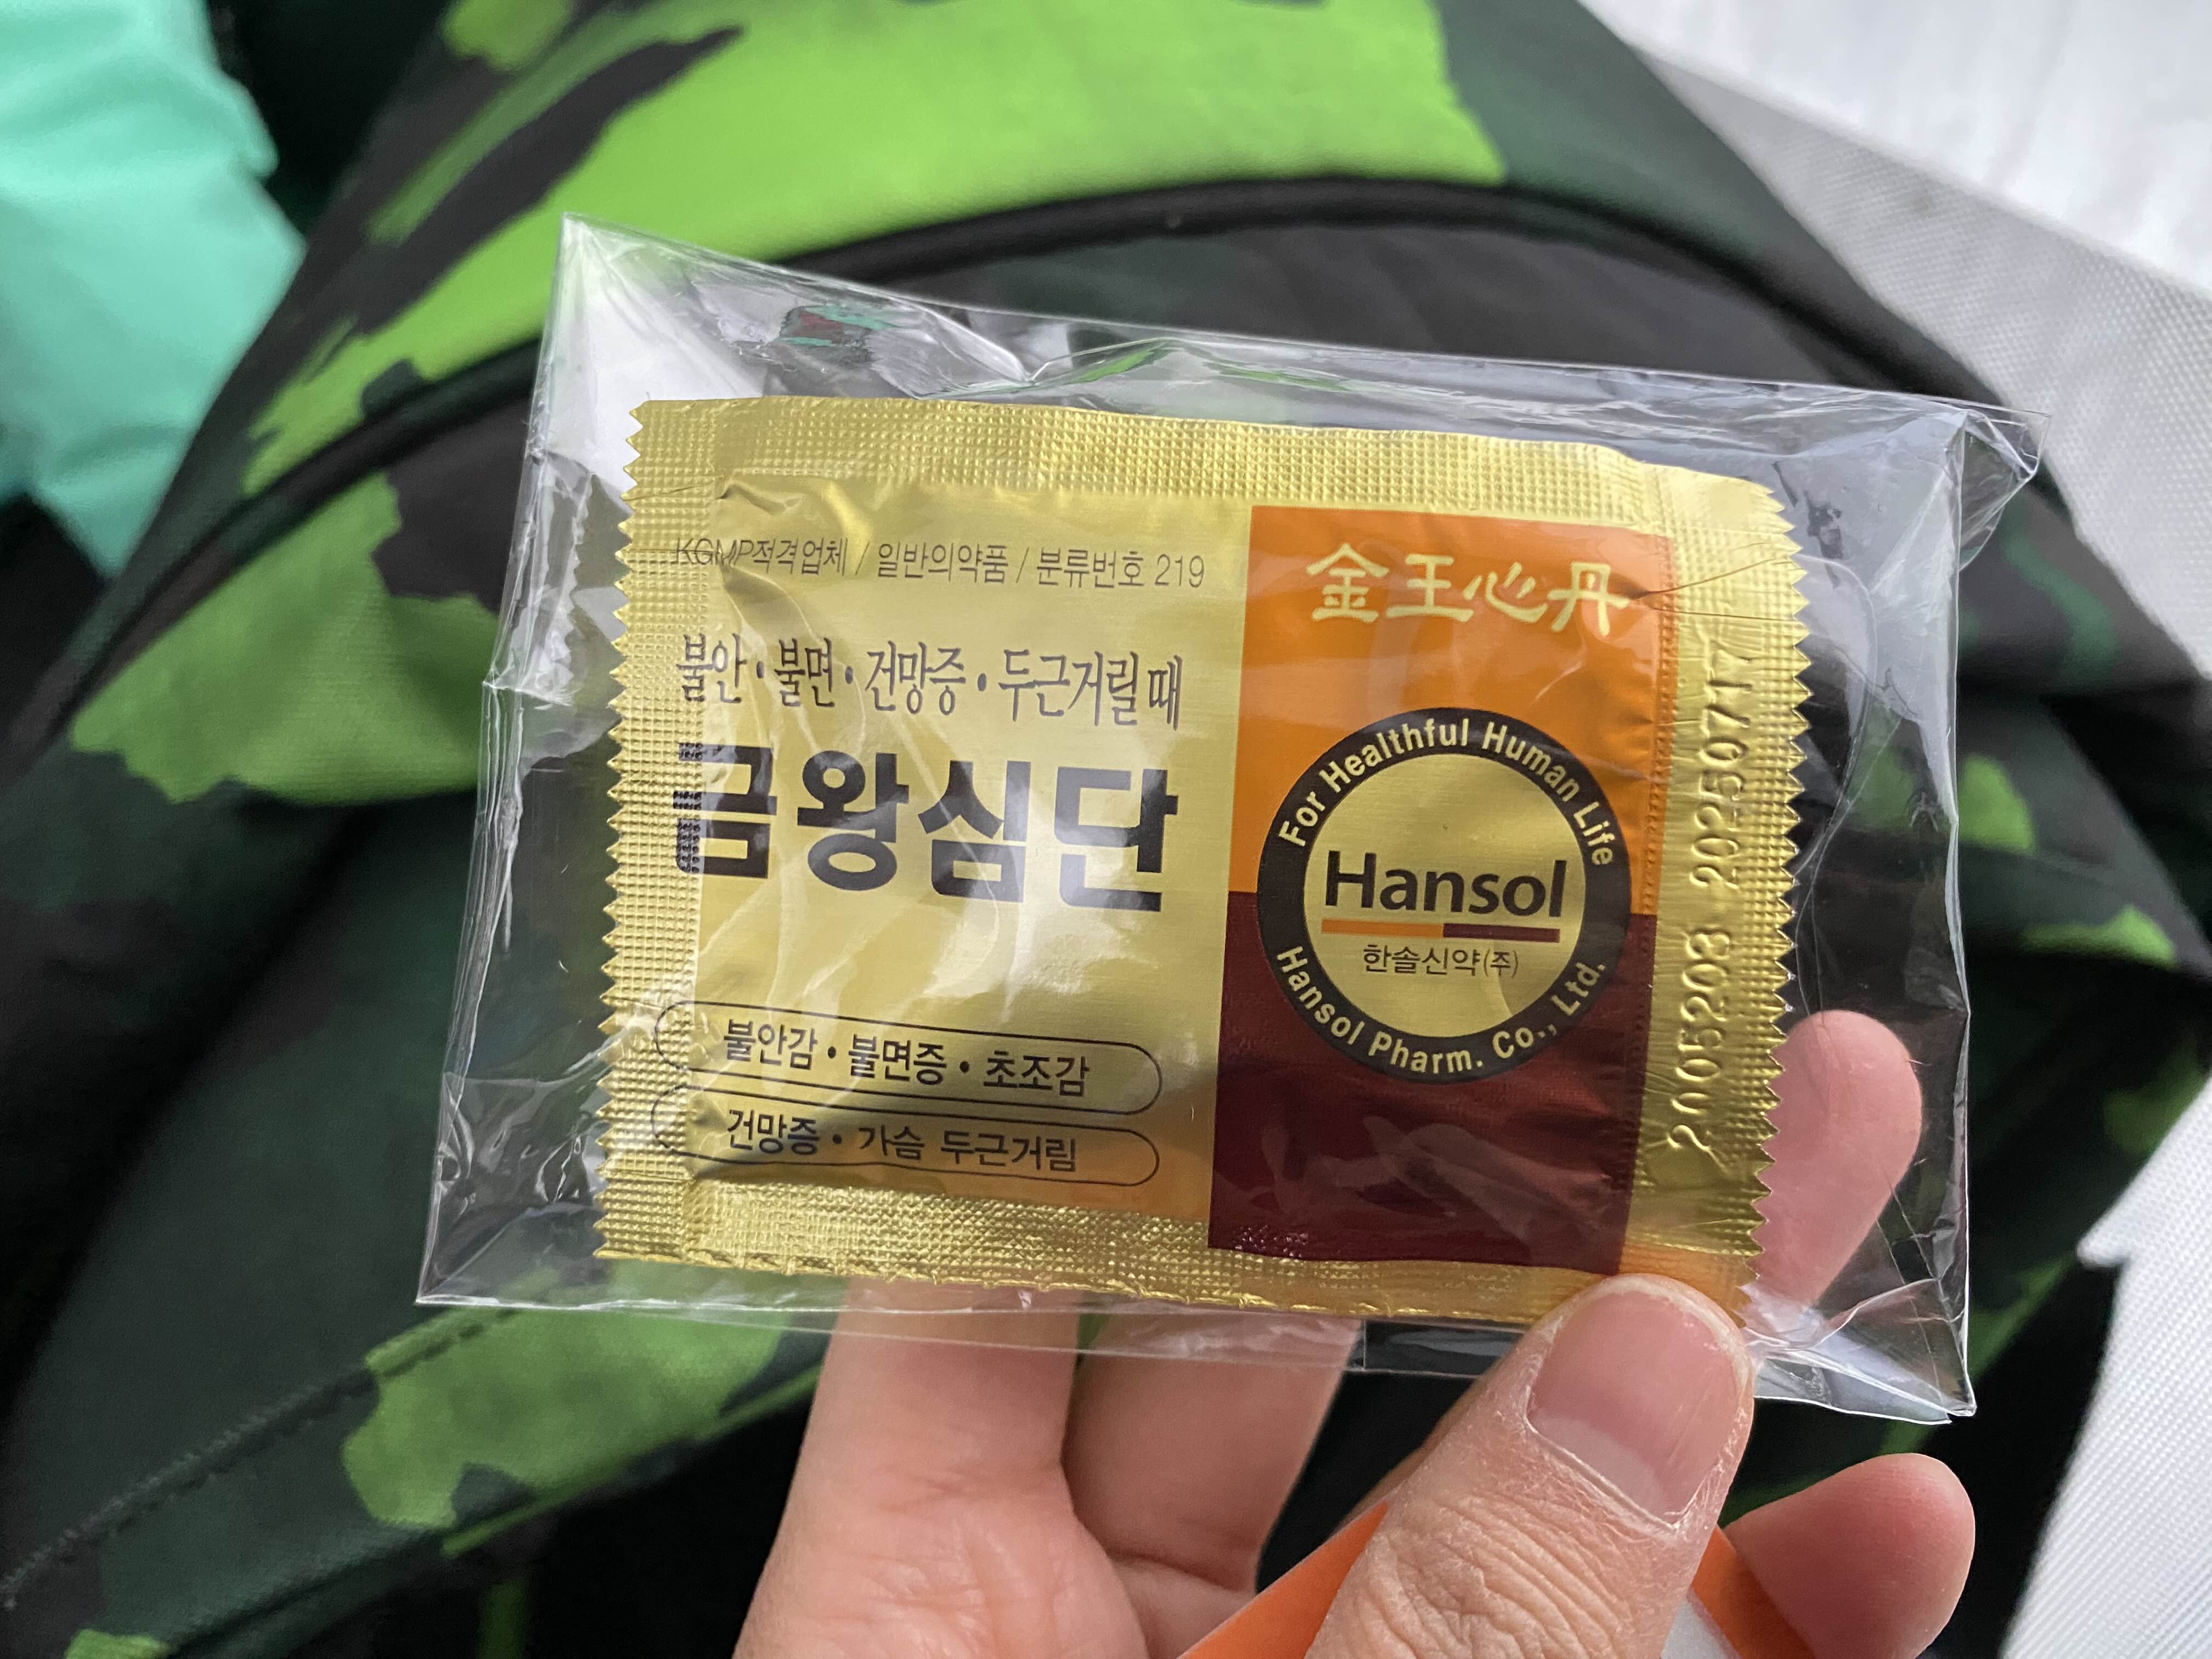 KGMP적격업체 / 일반의약품 / 분류번호 219
불안·불면·건망증·두근거릴 때
금왕심단
불안감·불면증·초조감
건망증·가슴 두근거림
金王心丹
For Healthful Human Life
Hansol
한솔신약(주)
Hansol Pharm. Co., Ltd.
2005203 20250717